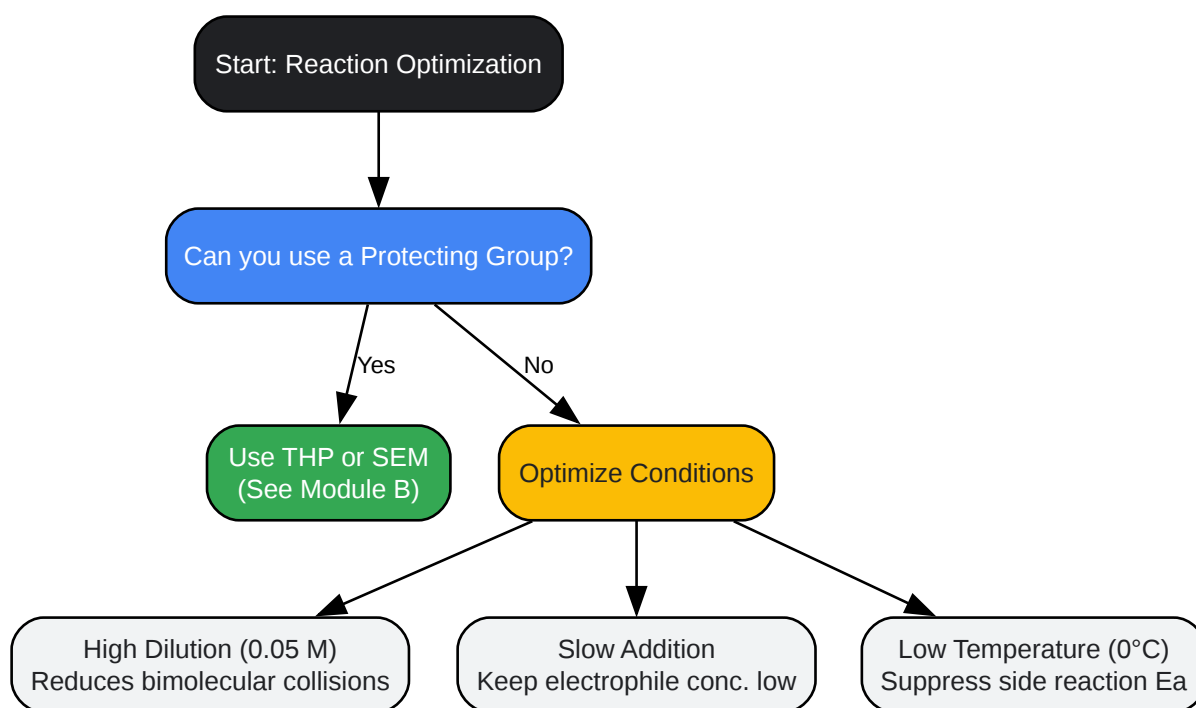 Start: Reaction Optimization
Can you use a Protecting Group?
Yes
No
Use THP or SEM
(See Module B)
Optimize Conditions
High Dilution (0.05 M)
Reduces bimolecular collisions
Slow Addition
Keep electrophile conc. low
Low Temperature (0°C)
Suppress side reaction Ea